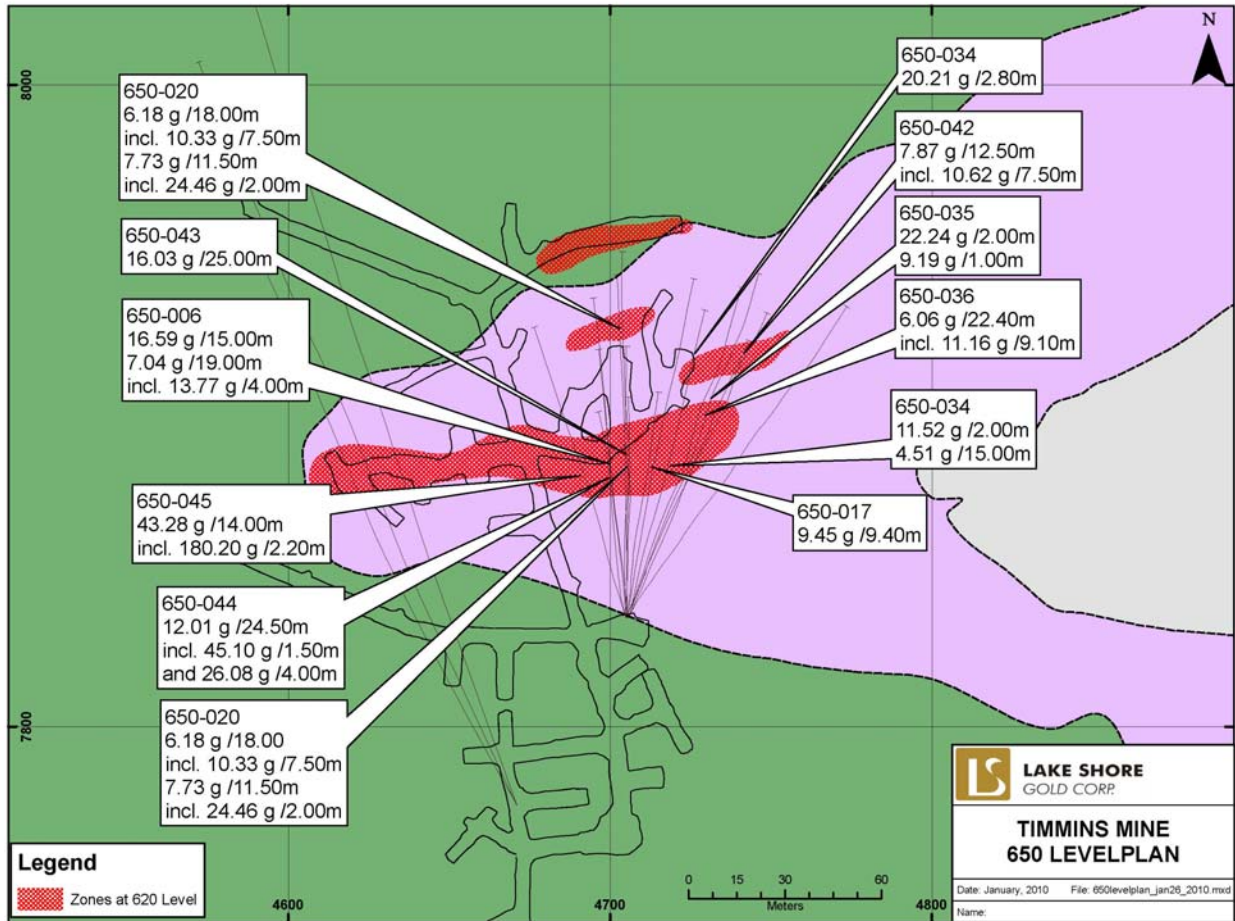 N
8000
7800
4600
4700
4800
650-020
6.18 g /18.00m
incl. 10.33 g /7.50m
7.73 g /11.50m
incl. 24.46 g /2.00m
650-043
16.03 g /25.00m
650-006
16.59 g /15.00m
7.04 g /19.00m
incl. 13.77 g /4.00m
650-045
43.28 g /14.00m
incl. 180.20 g /2.20m
650-044
12.01 g /24.50m
incl. 45.10 g /1.50m
and 26.08 g /4.00m
650-020
6.18 g /18.00
incl. 10.33 g /7.50m
7.73 g /11.50m
incl. 24.46 g /2.00m
650-034
20.21 g /2.80m
650-042
7.87 g /12.50m
incl. 10.62 g /7.50m
650-035
22.24 g /2.00m
9.19 g /1.00m
650-036
6.06 g /22.40m
incl. 11.16 g /9.10m
650-034
11.52 g /2.00m
4.51 g /15.00m
650-017
9.45 g /9.40m
Legend
Zones at 620 Level
0 15 30 60
Meters
LS
LAKE SHORE
GOLD CORP.
TIMMINS MINE
650 LEVELPLAN
Date: January, 2010 File: 650levelplan_jan26_2010.mxd
Name: